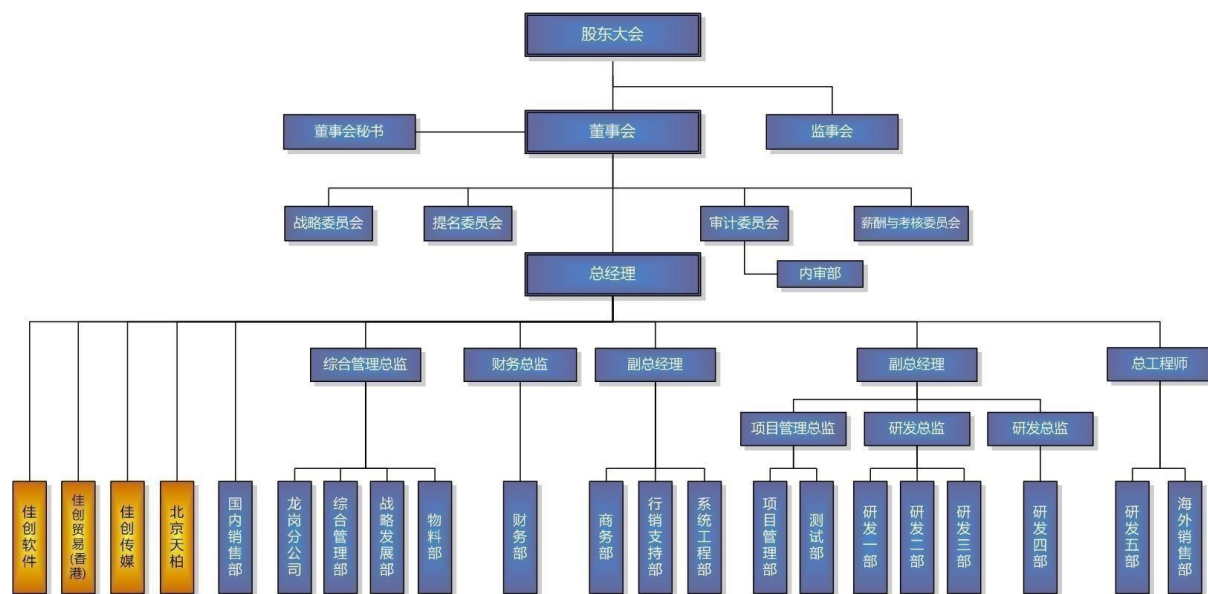 股东大会
董事会秘书
董事会
监事会
战略委员会
提名委员会
审计委员会
薪酬与考核委员会
总经理
内审部
综合管理总监
财务总监
副总经理
副总经理
总工程师
项目管理总监
研发总监
研发总监
佳创软件
佳创贸易(香港)
佳创传媒
北京天柏
国内销售部
龙岗分公司
综合管理部
战略发展部
物料部
财务部
商务部
行销支持部
系统工程部
项目管理部
测试部
研发一部
研发二部
研发三部
研发四部
研发五部
海外销售部